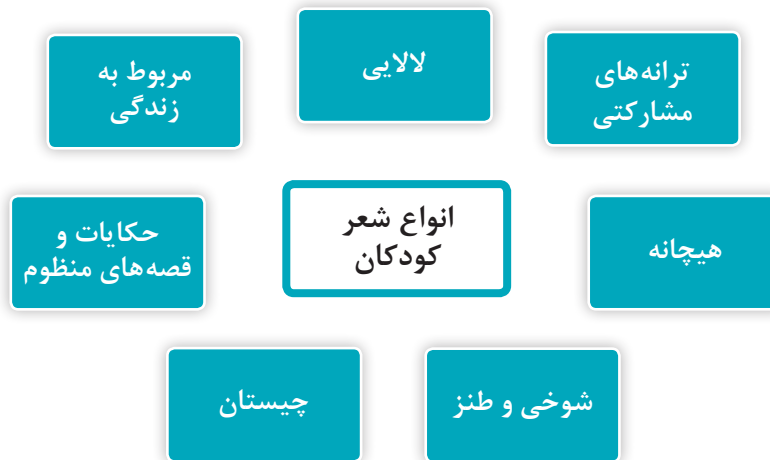 لالایی
ترانه‌های
مشارکتی
هیچانه
شوخی و طنز
چیستان
حکایات و
قصه‌های منظوم
مربوط به
زندگی
انواع شعر
کودکان